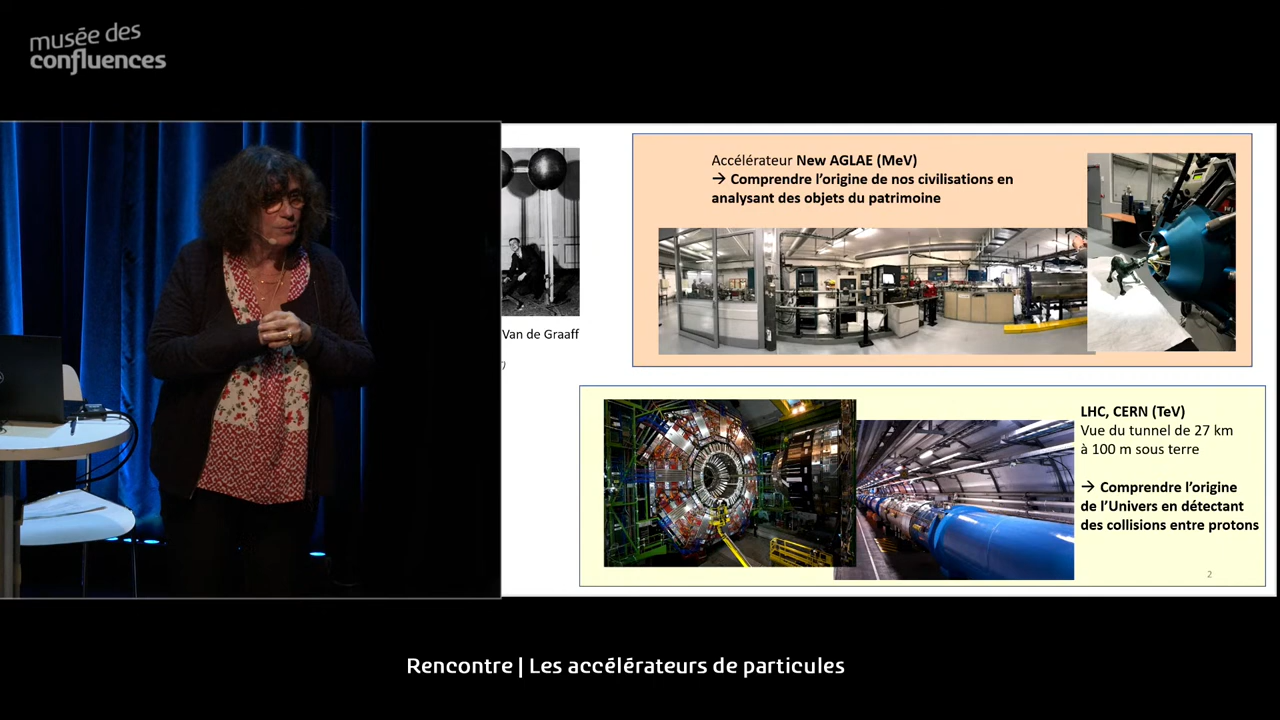 musée des
confluences
Van de Graaff
Accélérateur New AGLAE (MeV)
→ Comprendre l'origine de nos civilisations en
analysant des objets du patrimoine
LHC, CERN (TeV)
Vue du tunnel de 27 km
à 100 m sous terre
→ Comprendre l'origine
de l'Univers en détectant
des collisions entre protons
2
Rencontre | Les accélérateurs de particules